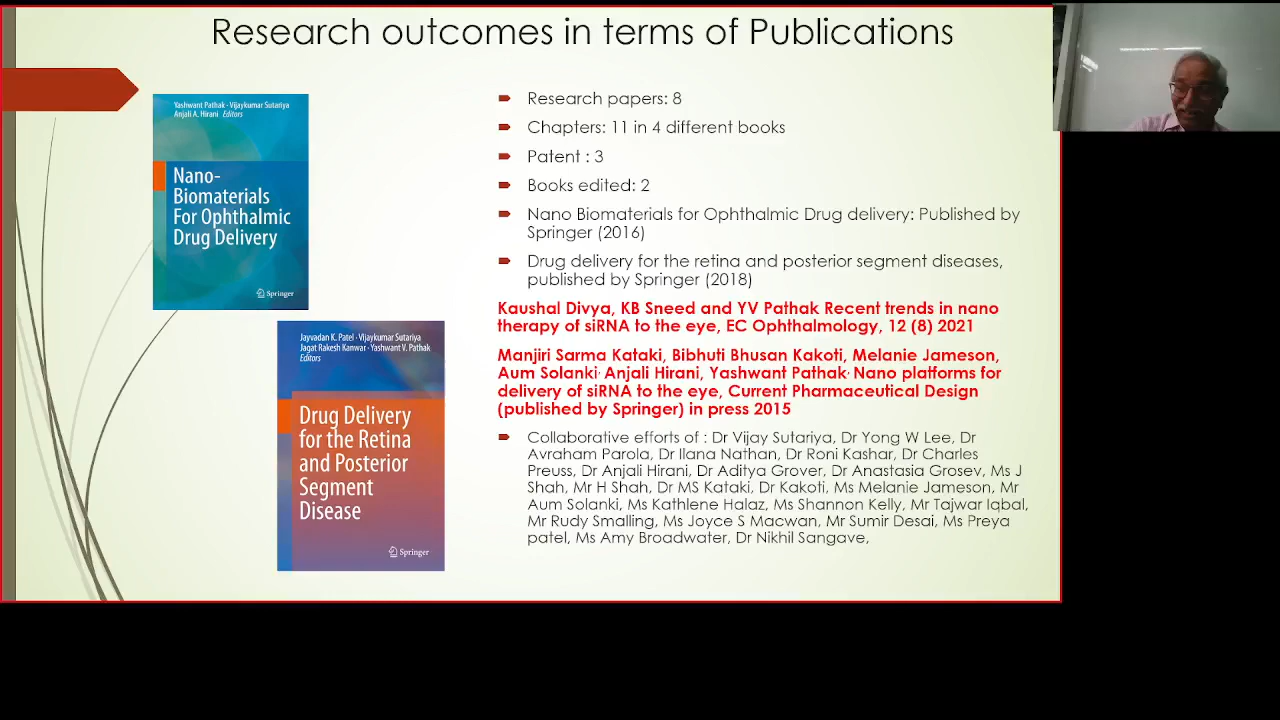 Research outcomes in terms of Publications
Yashwant Pathak · Vijaykumar Sutariya
Anjali A. Hirani Editors
Nano-
Biomaterials
For Ophthalmic
Drug Delivery
Springer
Jayvadan K. Patel · Vijaykumar Sutariya
Jagat Rakesh Kanwar · Yashwant V. Pathak
Editors
Drug Delivery
for the Retina
and Posterior
Segment
Disease
Springer
Research papers: 8
Chapters: 11 in 4 different books
Patent : 3
Books edited: 2
Nano Biomaterials for Ophthalmic Drug delivery: Published by
Springer (2016)
Drug delivery for the retina and posterior segment diseases,
published by Springer (2018)
Kaushal Divya, KB Sneed and YV Pathak Recent trends in nano
therapy of siRNA to the eye, EC Ophthalmology, 12 (8) 2021
Manjiri Sarma Kataki, Bibhuti Bhusan Kakoti, Melanie Jameson,
Aum Solanki, Anjali Hirani, Yashwant Pathak, Nano platforms for
delivery of siRNA to the eye, Current Pharmaceutical Design
(published by Springer) in press 2015
Collaborative efforts of : Dr Vijay Sutariya, Dr Yong W Lee, Dr
Avraham Parola, Dr Ilana Nathan, Dr Roni Kashar, Dr Charles
Preuss, Dr Anjali Hirani, Dr Aditya Grover, Dr Anastasia Grosev, Ms J
Shah, Mr H Shah, Dr MS Kataki, Dr Kakoti, Ms Melanie Jameson, Mr
Aum Solanki, Ms Kathlene Halaz, Ms Shannon Kelly, Mr Tajwar Iqbal,
Mr Rudy Smalling, Ms Joyce S Macwan, Mr Sumir Desai, Ms Preya
patel, Ms Amy Broadwater, Dr Nikhil Sangave,